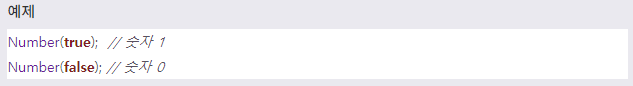 예제
Number(true);  // 숫자 1
Number(false); // 숫자 0